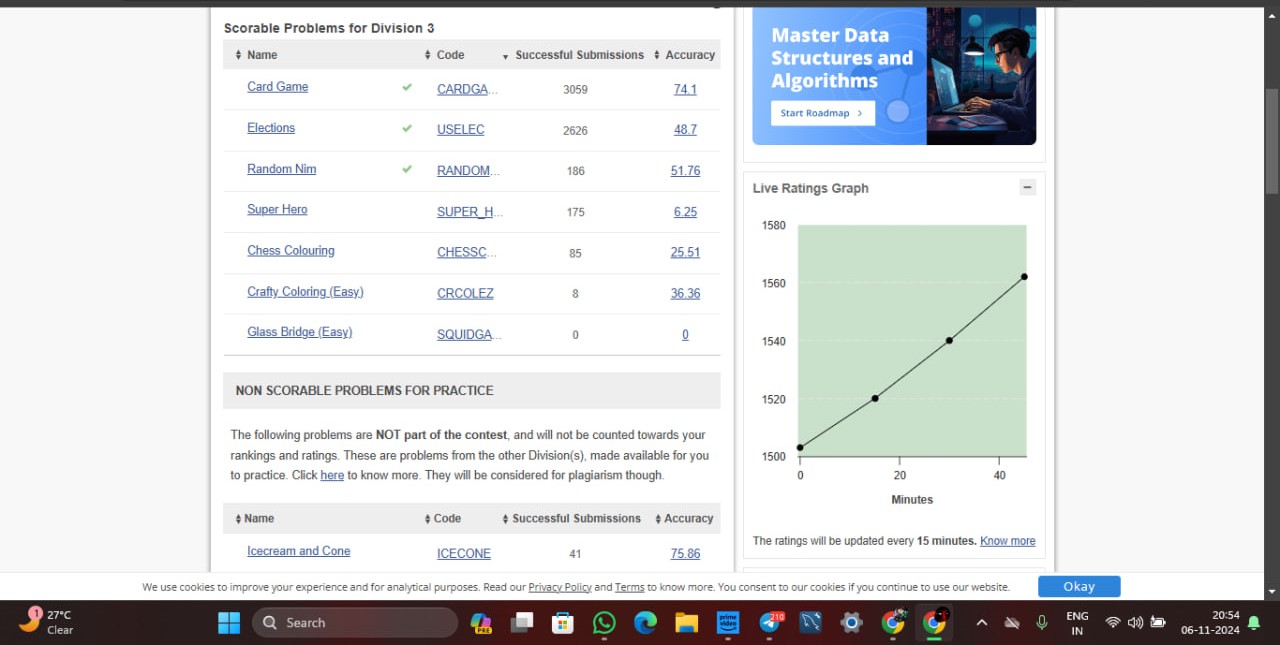 Scorable Problems for Division 3
Name Code Successful Submissions Accuracy
Card Game CARDGA... 3059 74.1
Elections USELEC 2626 48.7
Random Nim RANDOM... 186 51.76
Super Hero SUPER_H... 175 6.25
Chess Colouring CHESSC... 85 25.51
Crafty Coloring (Easy) CRCOLEZ 8 36.36
Glass Bridge (Easy) SQUIDGA... 0 0
NON SCORABLE PROBLEMS FOR PRACTICE
The following problems are NOT part of the contest, and will not be counted towards your
rankings and ratings. These are problems from the other Division(s), made available for you
to practice. Click here to know more. They will be considered for plagiarism though.
Name Code Successful Submissions Accuracy
Icecream and Cone ICECONE 41 75.86
Master Data
Structures and
Algorithms
Start Roadmap >
Live Ratings Graph
1580
1560
1540
1520
1500
0 20 40
Minutes
The ratings will be updated every 15 minutes. Know more
We use cookies to improve your experience and for analytical purposes. Read our Privacy Policy and Terms to know more. You consent to our cookies if you continue to use our website.
Okay
1
27°C
Clear
Search
PRE
prime
video
210
ENG
IN
20:54
06-11-2024